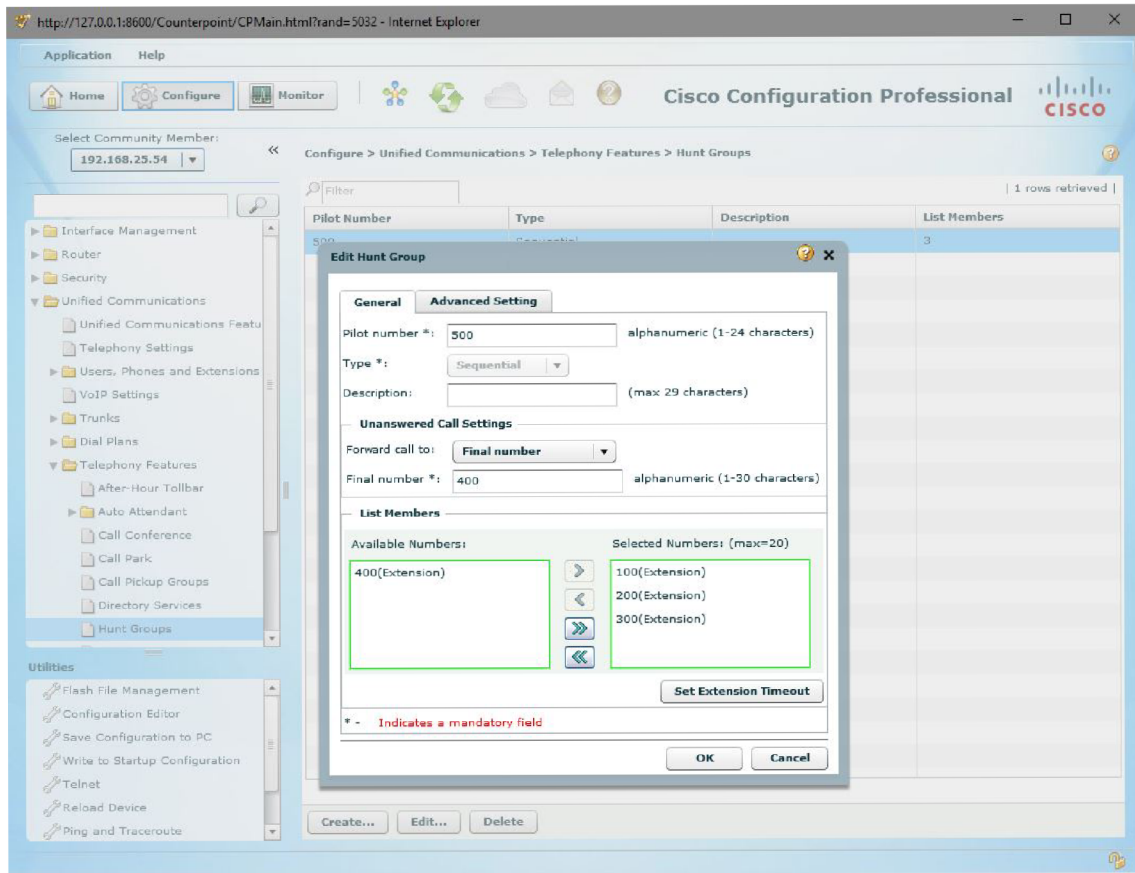 http://127.0.0.1:8600/Counterpoint/CPMain.html?rand=5032 - Internet Explorer
Application Help
Home Configure Monitor
Cisco Configuration Professional
CISCO
Select Community Member:
192.168.25.54
Configure > Unified Communications > Telephony Features > Hunt Groups
Filter
1 rows retrieved
Pilot Number Type Description List Members
500 Sequential 3
Interface Management
Router
Security
Unified Communications
Unified Communications Featu
Telephony Settings
Users, Phones and Extensions
VoIP Settings
Trunks
Dial Plans
Telephony Features
After-Hour Tollbar
Auto Attendant
Call Conference
Call Park
Call Pickup Groups
Directory Services
Hunt Groups
Utilities
Flash File Management
Configuration Editor
Save Configuration to PC
Write to Startup Configuration
Telnet
Reload Device
Ping and Traceroute
Edit Hunt Group
General Advanced Setting
Pilot number *: 500 alphanumeric (1-24 characters)
Type *: Sequential
Description: (max 29 characters)
Unanswered Call Settings
Forward call to: Final number
Final number *: 400 alphanumeric (1-30 characters)
List Members
Available Numbers: Selected Numbers: (max=20)
400(Extension) 100(Extension)
200(Extension)
300(Extension)
Set Extension Timeout
* - Indicates a mandatory field
OK Cancel
Create... Edit... Delete